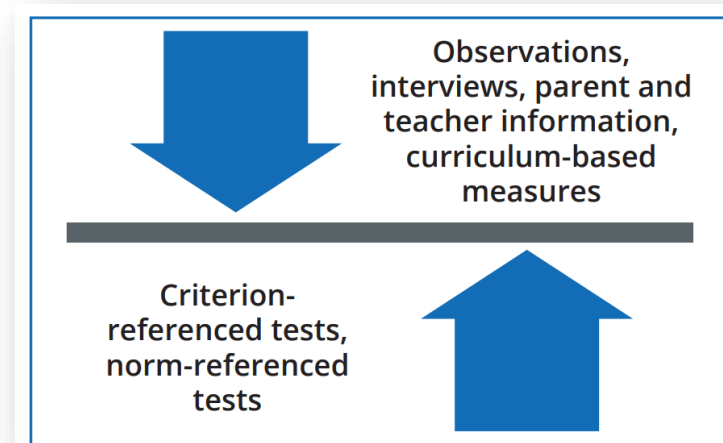 Observations,
interviews, parent and
teacher information,
curriculum-based
measures
Criterion-
referenced tests,
norm-referenced
tests